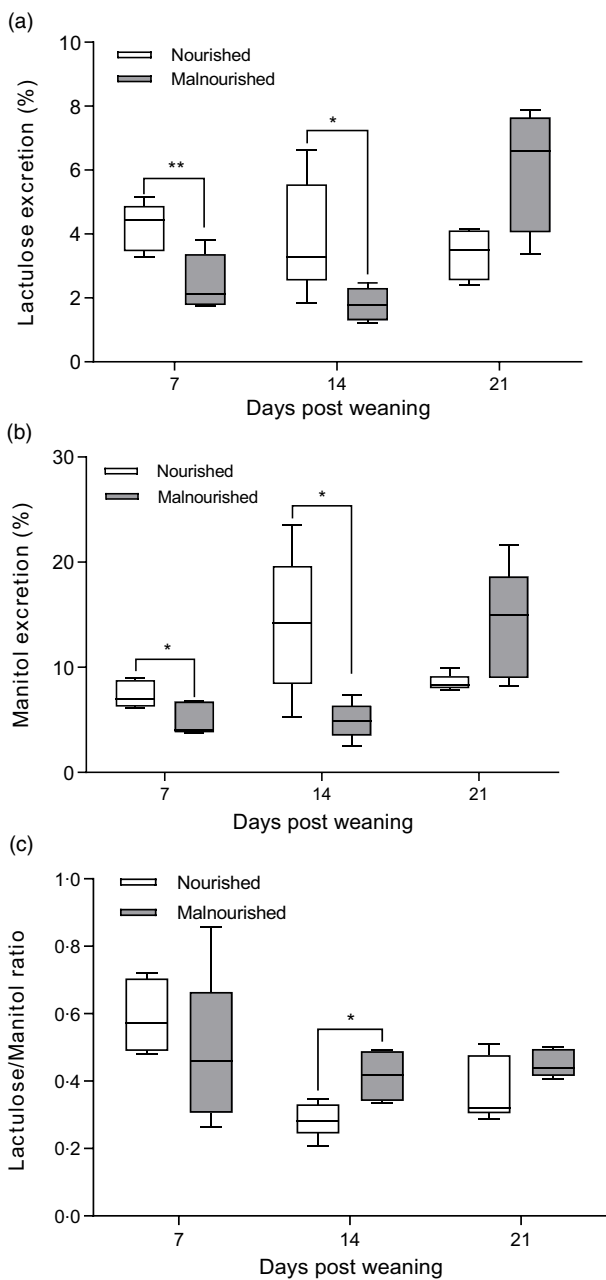 (a)
10
8
6
4
2
0
Lactulose excretion (%)
Nourished
Malnourished
**
*
7
14
21
Days post weaning
(b)
30
20
10
0
Manitol excretion (%)
Nourished
Malnourished
*
*
7
14
21
Days post weaning
(c)
1·0
0·8
0·6
0·4
0·2
0·0
Lactulose/Manitol ratio
Nourished
Malnourished
*
7
14
21
Days post weaning